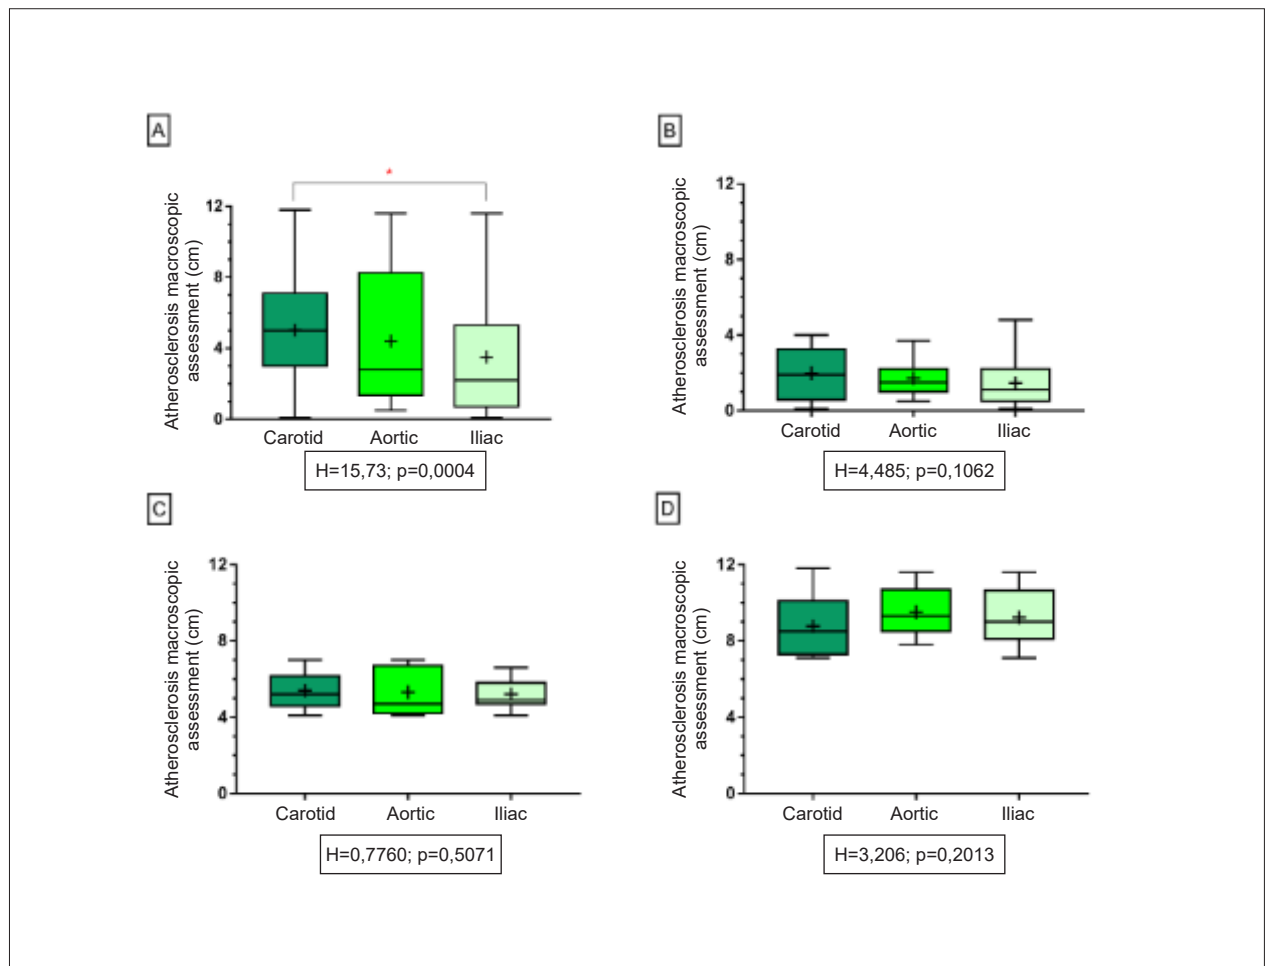 A
Atherosclerosis macroscopic
assessment (cm)
12
8
4
0
*
Carotid Aortic Iliac
H=15,73; p=0,0004
B
Atherosclerosis macroscopic
assessment (cm)
12
8
4
0
Carotid Aortic Iliac
H=4,485; p=0,1062
C
Atherosclerosis macroscopic
assessment (cm)
12
8
4
0
Carotid Aortic Iliac
H=0,7760; p=0,5071
D
Atherosclerosis macroscopic
assessment (cm)
12
8
4
0
Carotid Aortic Iliac
H=3,206; p=0,2013